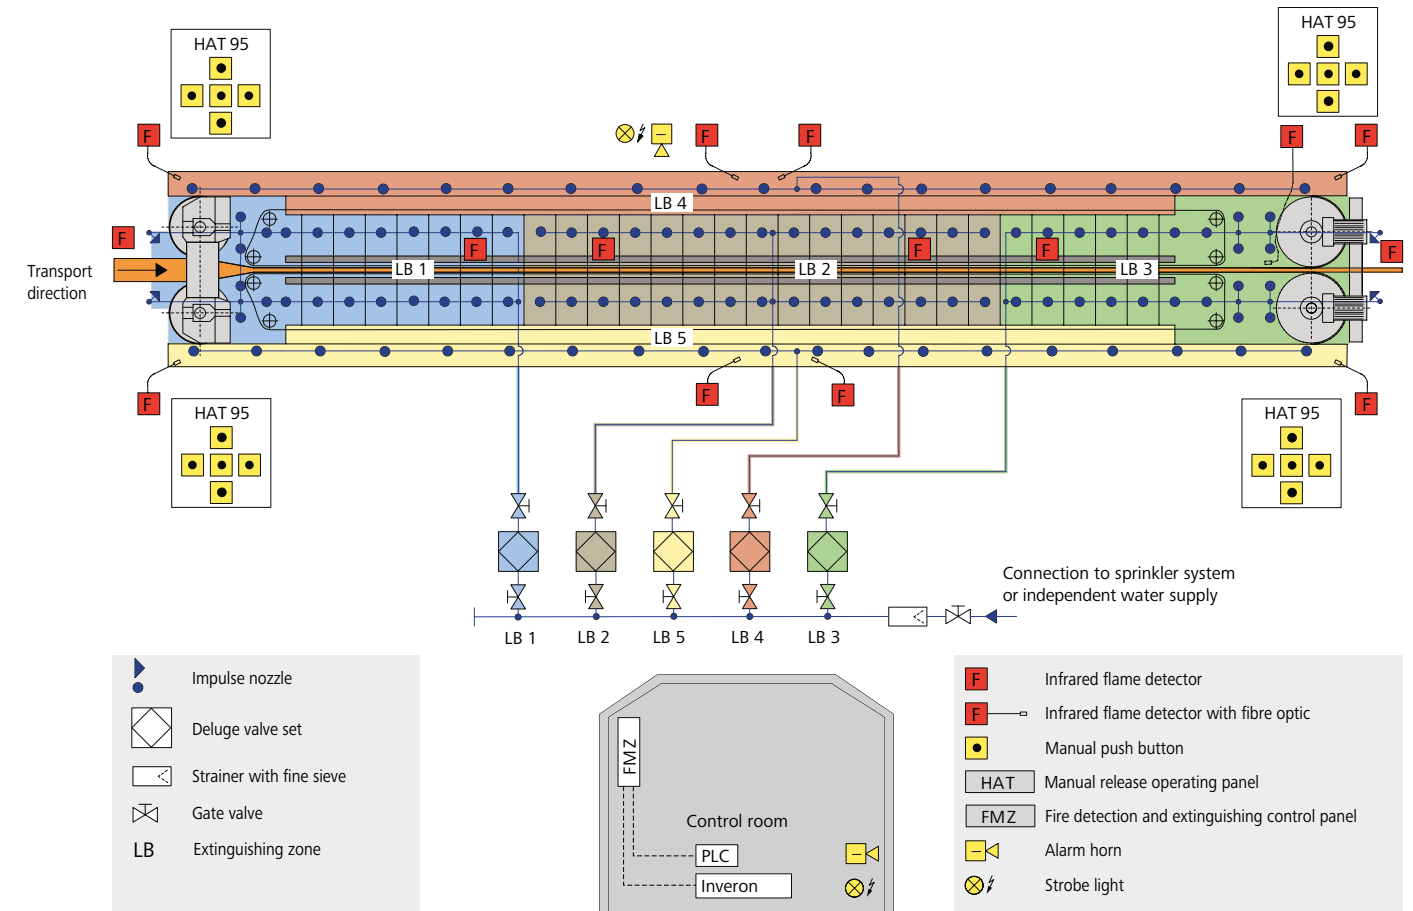 HAT 95
HAT 95
F
F
F
F
F
LB 4
F
F
F
F
F
F
Transport
direction
LB 1
LB 2
LB 3
LB 5
F
F
F
F
HAT 95
HAT 95
Connection to sprinkler system
or independent water supply
LB 1
LB 2
LB 5
LB 4
LB 3
Impulse nozzle
Deluge valve set
Strainer with fine sieve
Gate valve
LB
Extinguishing zone
FMZ
Control room
PLC
Inveron
F
Infrared flame detector
F
Infrared flame detector with fibre optic
Manual push button
HAT
Manual release operating panel
FMZ
Fire detection and extinguishing control panel
Alarm horn
Strobe light